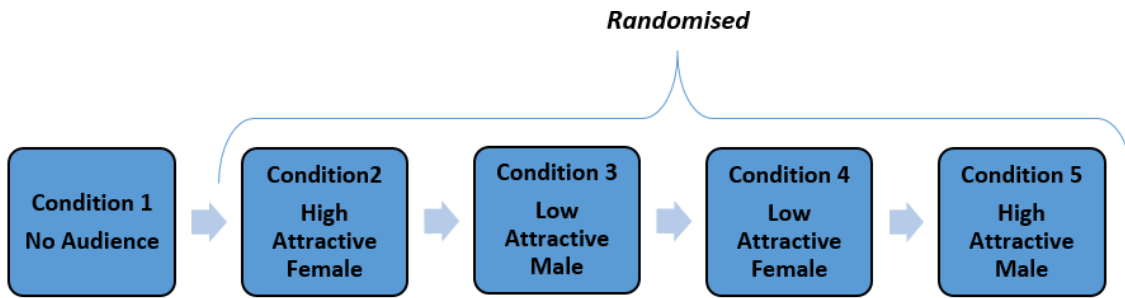 Randomised
Condition 1
No Audience
Condition2
High
Attractive
Female
Condition 3
Low
Attractive
Male
Condition 4
Low
Attractive
Female
Condition 5
High
Attractive
Male